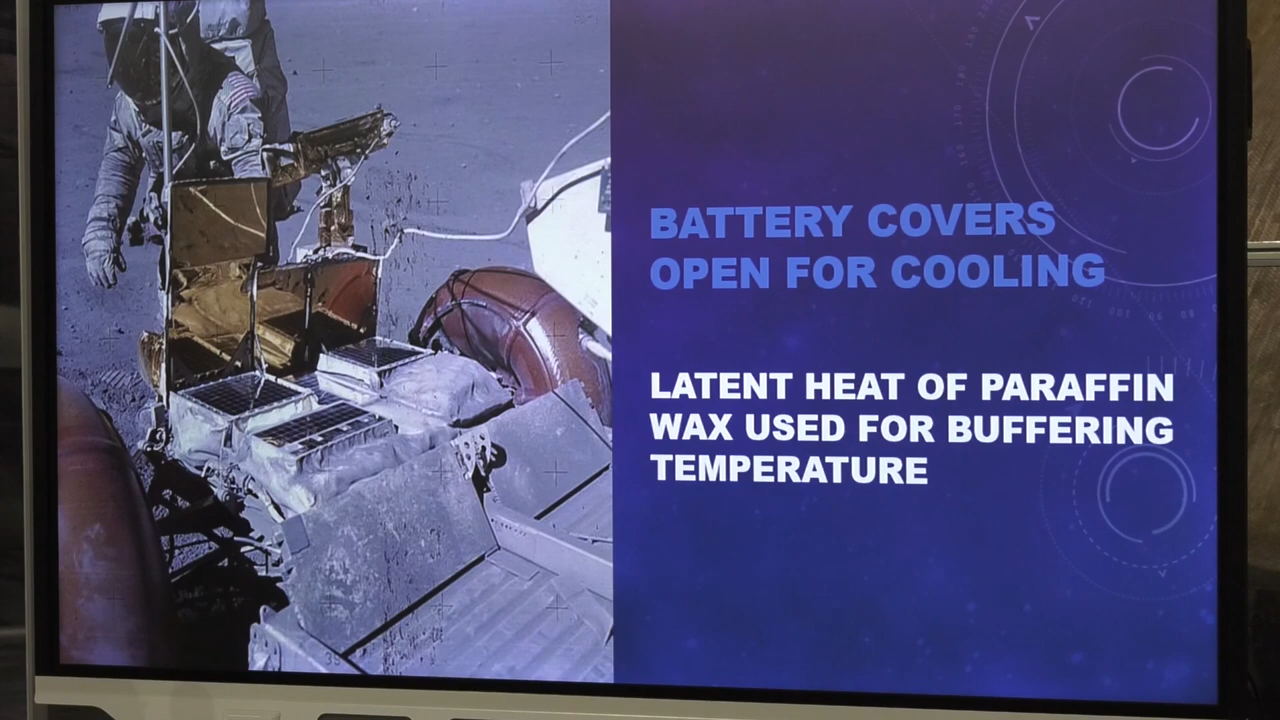 BATTERY COVERS
OPEN FOR COOLING
LATENT HEAT OF PARAFFIN
WAX USED FOR BUFFERING
TEMPERATURE